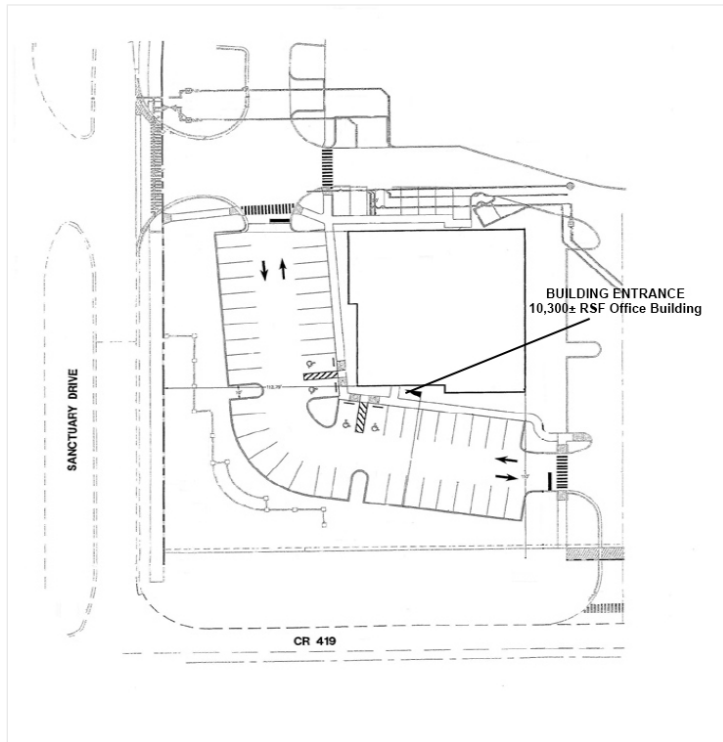 BUILDING ENTRANCE
10,300± RSF Office Building
SANCTUARY DRIVE
CR 419